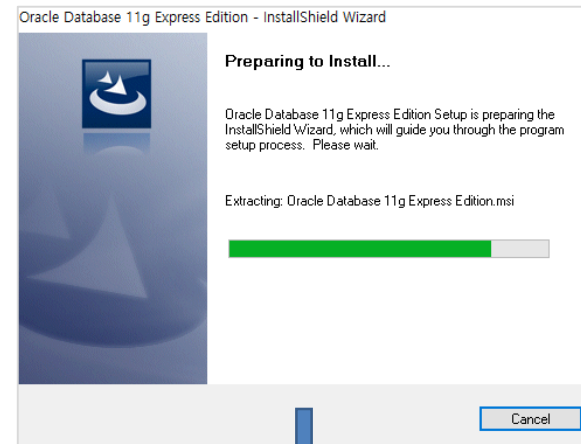 Oracle Database 11g Express Edition - InstallShield Wizard
Preparing to Install...
Oracle Database 11g Express Edition Setup is preparing the
InstallShield Wizard, which will guide you through the program
setup process. Please wait.
Extracting: Oracle Database 11g Express Edition.msi
Cancel